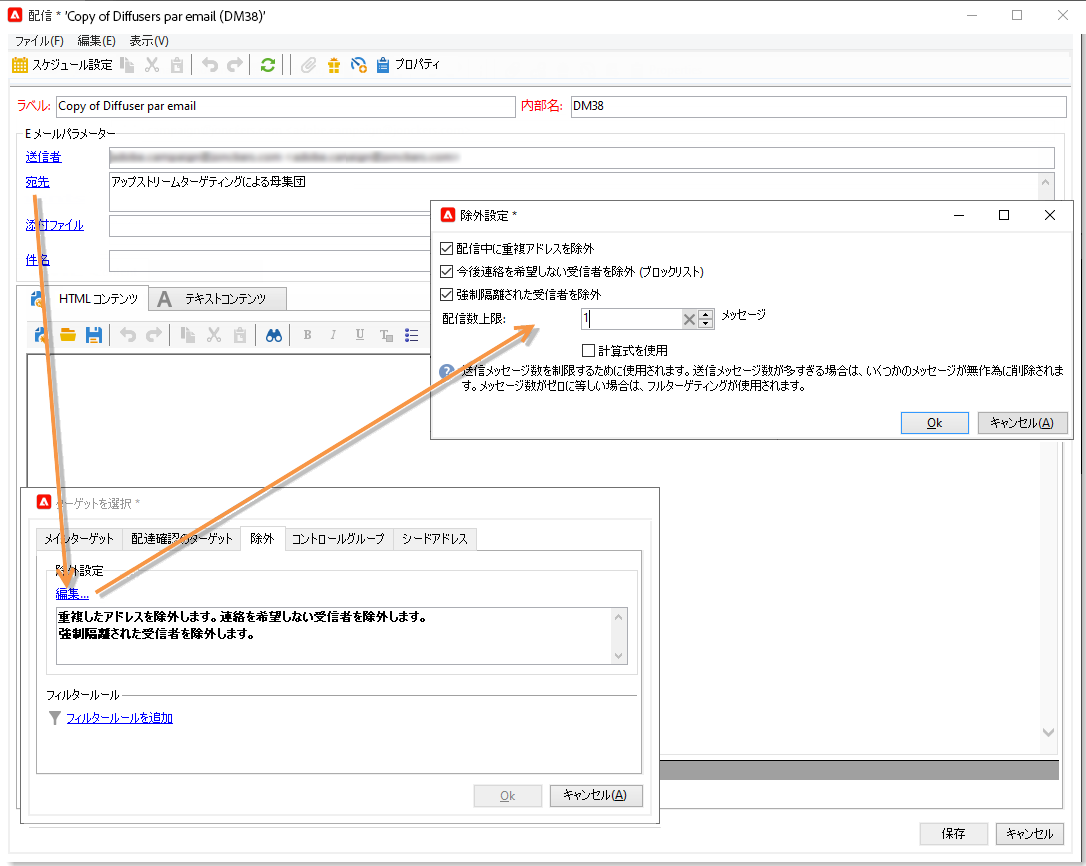 配信 * 'Copy of Diffusers par email (DM38)'
ファイル(F) 編集(E) 表示(V)
スケジュール設定 プロパティ
ラベル: Copy of Diffuser par email 内部名: DM38
Eメールパラメーター
送信者
宛先 アップストリームターゲティングによる母集団
添付ファイル
件名
HTML コンテンツ A テキストコンテンツ
B I U T
除外設定 *
配信中に重複アドレスを除外
今後連絡を希望しない受信者を除外 (ブロックリスト)
強制隔離された受信者を除外
配信数上限: 1 メッセージ
計算式を使用
送信メッセージ数を制限するために使用されます。送信メッセージ数が多すぎる場合は、いくつかのメッセージが無作為に削除されま
す。メッセージ数がゼロに等しい場合は、フルターゲティングが使用されます。
Ok キャンセル(A)
ターゲットを選択 *
メインターゲット 配達確認のターゲット 除外 コントロールグループ シードアドレス
除外設定
編集...
重複したアドレスを除外します。連絡を希望しない受信者を除外します。
強制隔離された受信者を除外します。
フィルタールール
フィルタールールを追加
Ok キャンセル(A)
保存 キャンセル